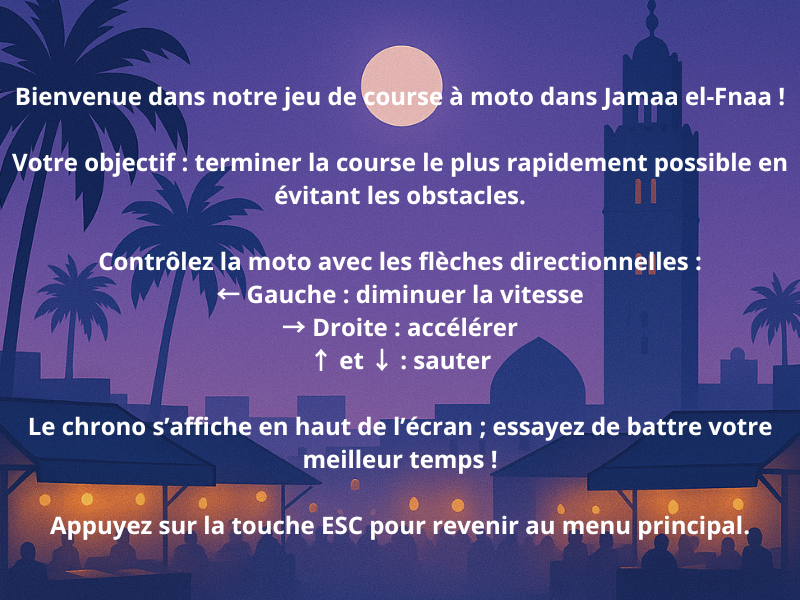 Bienvenue dans notre jeu de course à moto dans Jamaa el-Fnaa !
Votre objectif : terminer la course le plus rapidement possible en
évitant les obstacles.
Contrôlez la moto avec les flèches directionnelles :
← Gauche : diminuer la vitesse
→ Droite : accélérer
↑ et ↓ : sauter
Le chrono s’affiche en haut de l’écran ; essayez de battre votre
meilleur temps !
Appuyez sur la touche ESC pour revenir au menu principal.